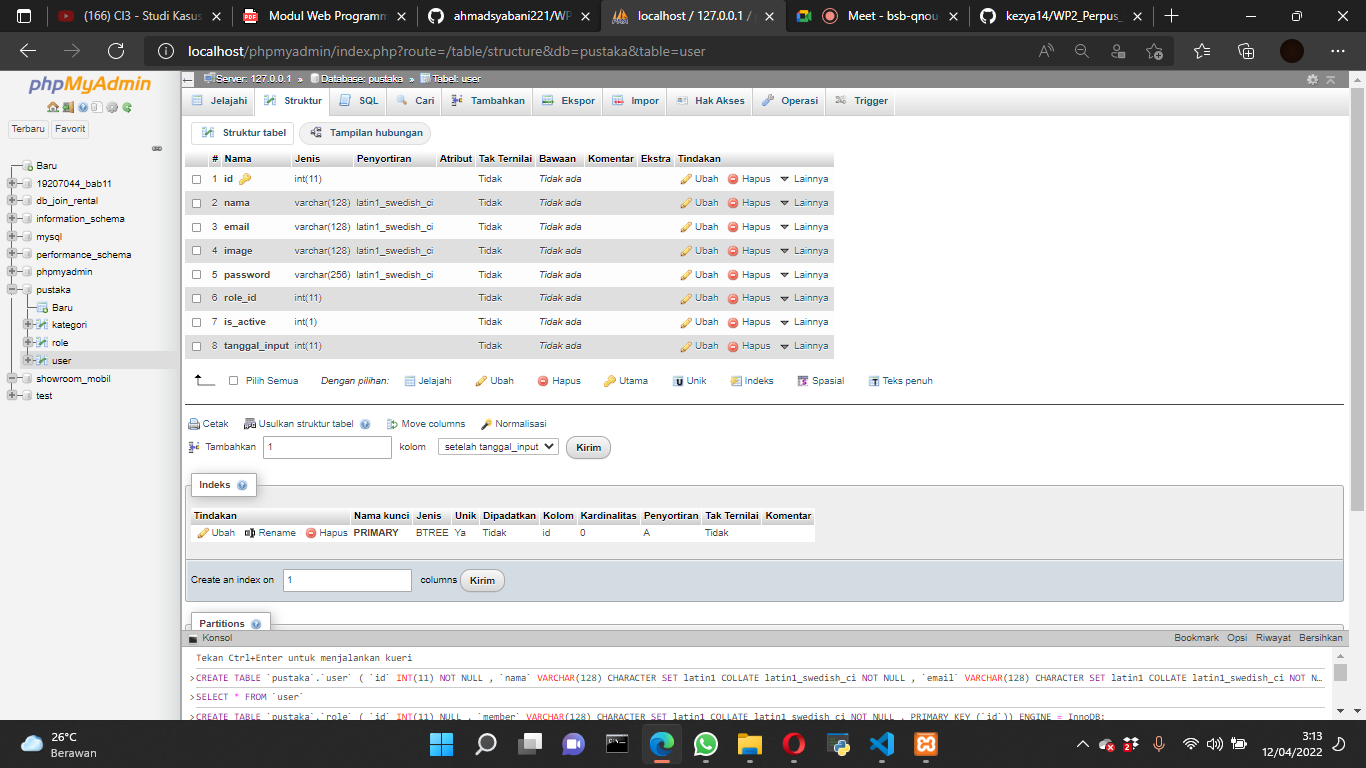 (166) CI3 - Studi Kasus
Modul Web Programm
ahmadsyabani221/WP
localhost / 127.0.0.1 /
Meet - bsb-qnou
kezya14/WP2_Perpus_
localhost/phpmyadmin/index.php?route=/table/structure&db=pustaka&table=user
phpMyAdmin
Terbaru Favorit
Baru
19207044_bab11
db_join_rental
information_schema
mysql
performance_schema
phpmyadmin
pustaka
Baru
kategori
role
user
showroom_mobil
test
Server: 127.0.0.1 » Database: pustaka » Tabel: user
Jelajahi Struktur SQL Cari Tambahkan Ekspor Impor Hak Akses Operasi Trigger
Struktur tabel Tampilan hubungan
# Nama Jenis Penyortiran Atribut Tak Ternilai Bawaan Komentar Ekstra Tindakan
1 id int(11) Tidak Tidak ada Ubah Hapus Lainnya
2 nama varchar(128) latin1_swedish_ci Tidak Tidak ada Ubah Hapus Lainnya
3 email varchar(128) latin1_swedish_ci Tidak Tidak ada Ubah Hapus Lainnya
4 image varchar(128) latin1_swedish_ci Tidak Tidak ada Ubah Hapus Lainnya
5 password varchar(256) latin1_swedish_ci Tidak Tidak ada Ubah Hapus Lainnya
6 role_id int(11) Tidak Tidak ada Ubah Hapus Lainnya
7 is_active int(1) Tidak Tidak ada Ubah Hapus Lainnya
8 tanggal_input int(11) Tidak Tidak ada Ubah Hapus Lainnya
Pilih Semua Dengan pilihan: Jelajahi Ubah Hapus Utama Unik Indeks Spasial Teks penuh
Cetak Usulkan struktur tabel Move columns Normalisasi
Tambahkan 1 kolom setelah tanggal_input Kirim
Indeks
Tindakan Nama kunci Jenis Unik Dipadatkan Kolom Kardinalitas Penyortiran Tak Ternilai Komentar
Ubah Rename Hapus PRIMARY BTREE Ya Tidak id 0 A Tidak
Create an index on 1 columns Kirim
Partitions
Konsol Bookmark Opsi Riwayat Bersihkan
Tekan Ctrl+Enter untuk menjalankan kueri
>CREATE TABLE `pustaka`.`user` ( `id` INT(11) NOT NULL , `nama` VARCHAR(128) CHARACTER SET latin1 COLLATE latin1_swedish_ci NOT NULL , `email` VARCHAR(128) CHARACTER SET latin1 COLLATE latin1_swedish_ci NOT N…
>SELECT * FROM `user`
>CREATE TABLE `pustaka`.`role` ( `id` INT(11) NULL , `member` VARCHAR(128) CHARACTER SET latin1 COLLATE latin1_swedish_ci NOT NULL , PRIMARY KEY (`id`)) ENGINE = InnoDB;
26°C
Berawan
3:13
12/04/2022